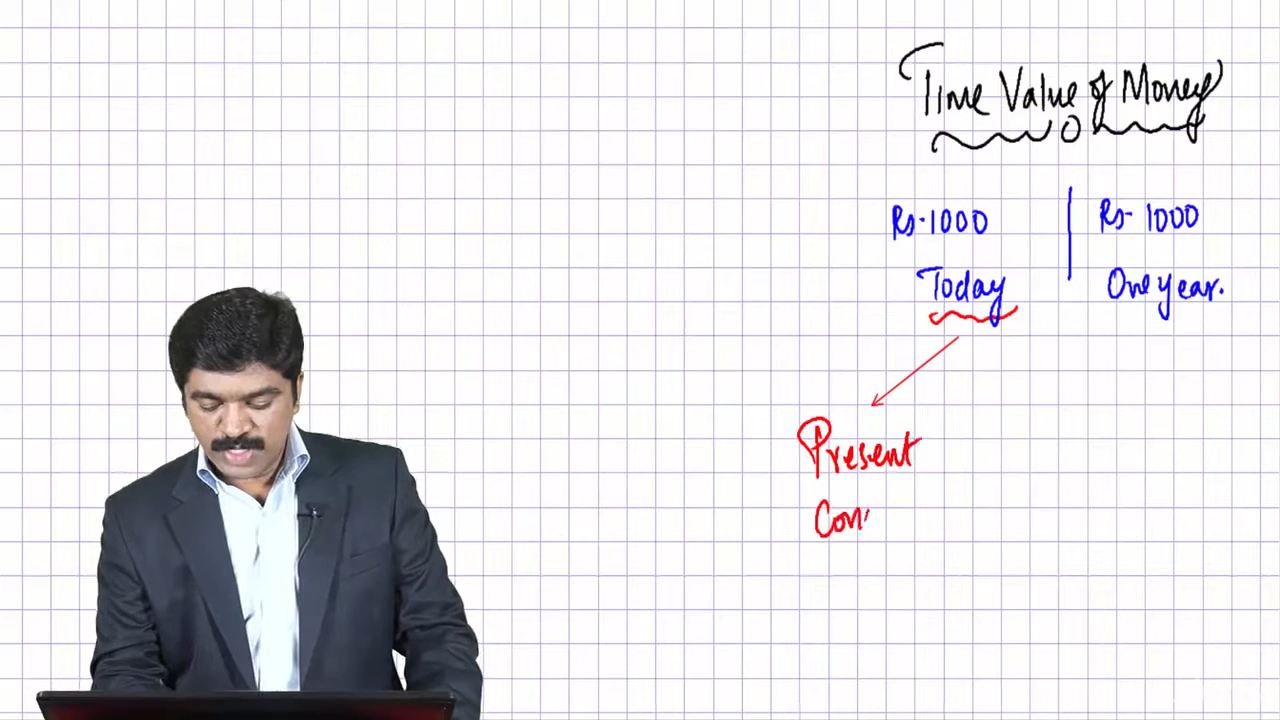 Time Value of Money
Rs. 1000 | Rs- 1000
Today One year.
Present
Con